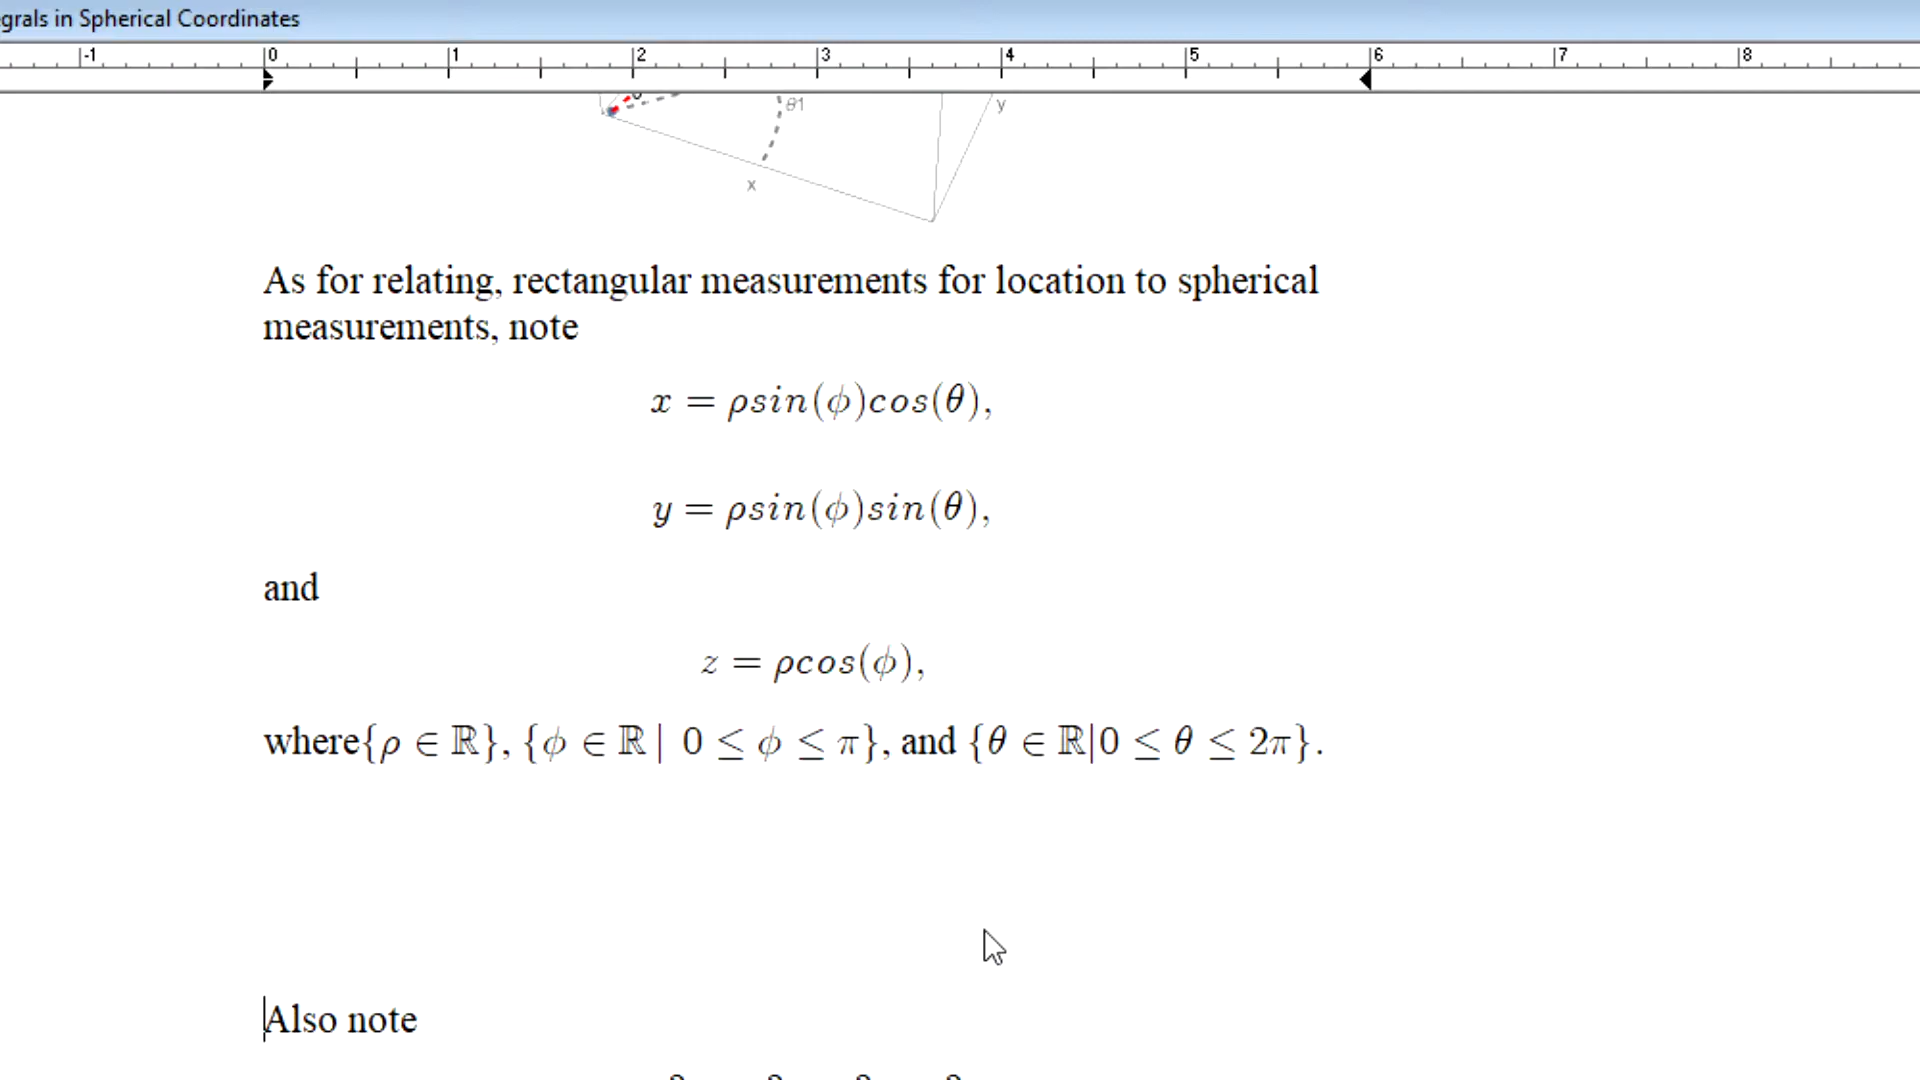 grals in Spherical Coordinates
-1 0 1 2 3 4 5 6 7 8
θ1 y
x
As for relating, rectangular measurements for location to spherical
measurements, note
x = ρsin(ϕ)cos(θ),
y = ρsin(ϕ)sin(θ),
and
z = ρcos(ϕ),
where{ρ ∈ ℝ}, {ϕ ∈ ℝ | 0 ≤ ϕ ≤ π}, and {θ ∈ ℝ|0 ≤ θ ≤ 2π}.
Also note